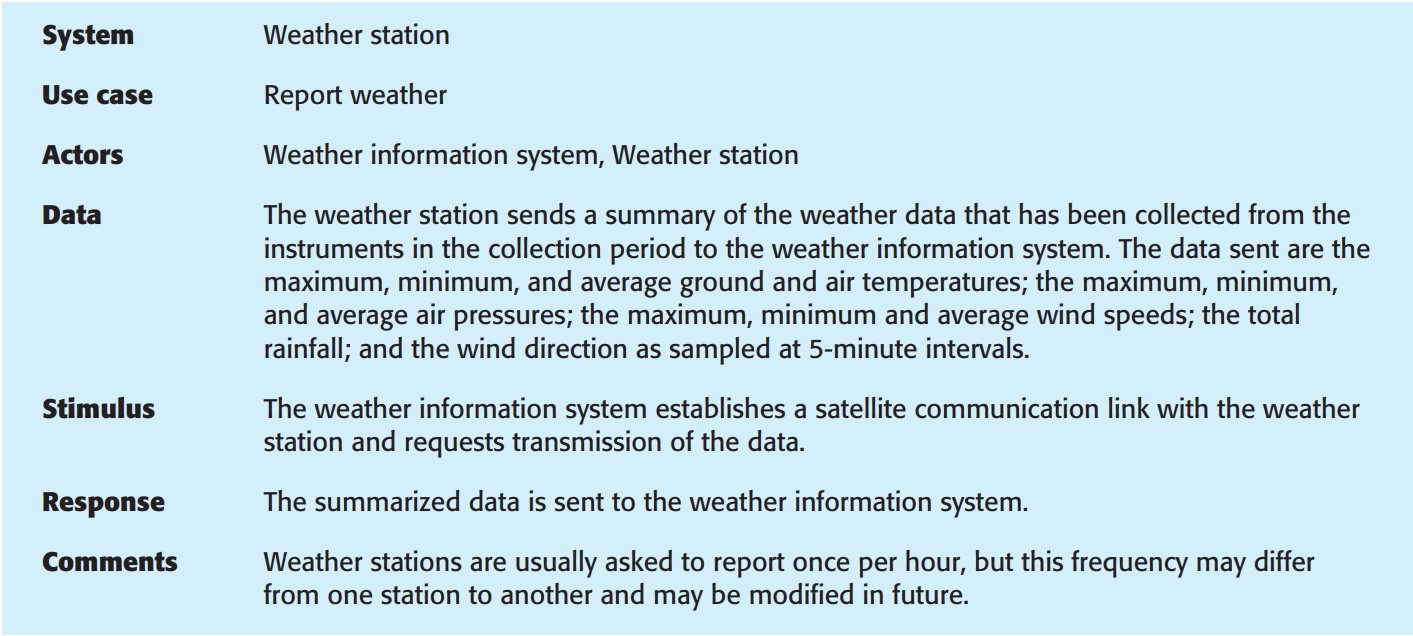 System Weather station
Use case Report weather
Actors Weather information system, Weather station
Data The weather station sends a summary of the weather data that has been collected from the
instruments in the collection period to the weather information system. The data sent are the
maximum, minimum, and average ground and air temperatures; the maximum, minimum,
and average air pressures; the maximum, minimum and average wind speeds; the total
rainfall; and the wind direction as sampled at 5-minute intervals.
Stimulus The weather information system establishes a satellite communication link with the weather
station and requests transmission of the data.
Response The summarized data is sent to the weather information system.
Comments Weather stations are usually asked to report once per hour, but this frequency may differ
from one station to another and may be modified in future.